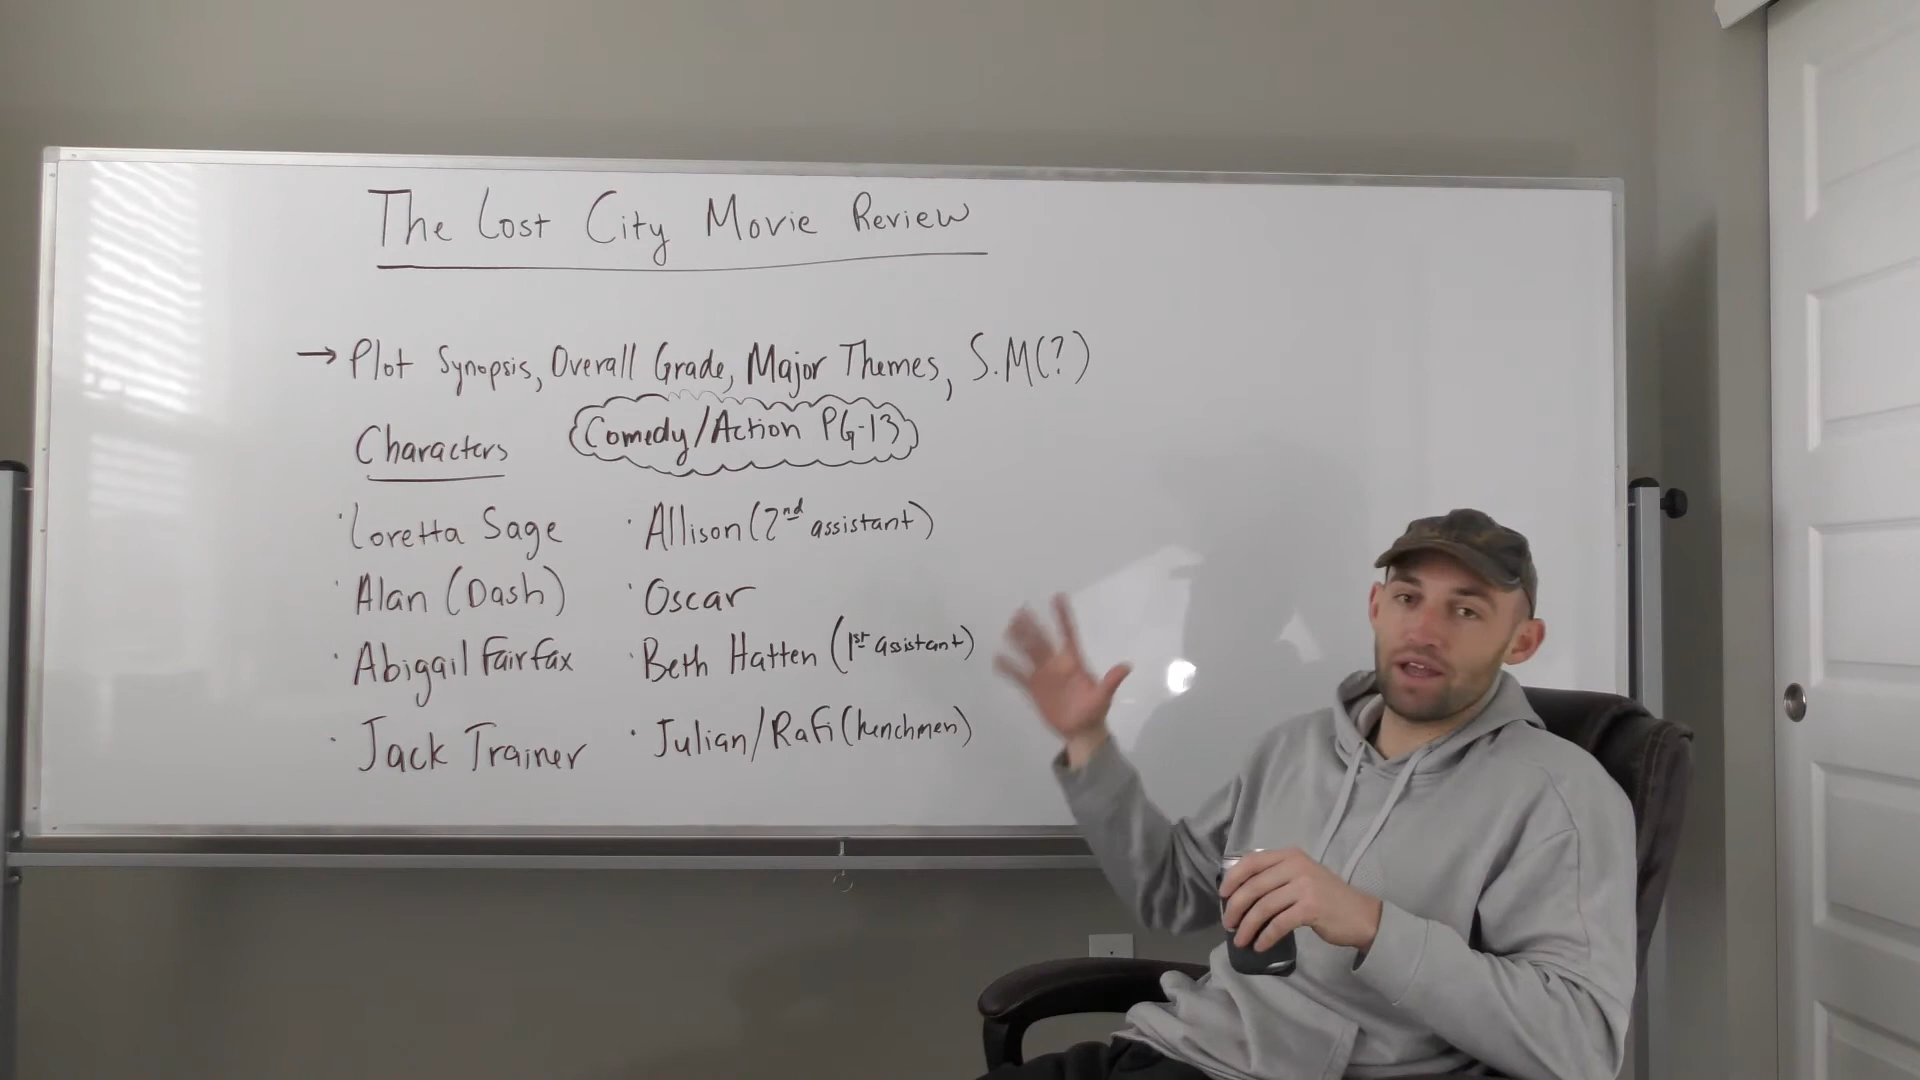 The Lost City Movie Review
→ Plot Synopsis, Overall Grade, Major Themes, S.M(?)
Characters
Comedy/Action PG-13
· Loretta Sage
· Alan (Dash)
· Abigail Fairfax
· Jack Trainer
· Allison (2nd assistant)
· Oscar
· Beth Hatten (1st assistant)
· Julian/Rafi (henchmen)